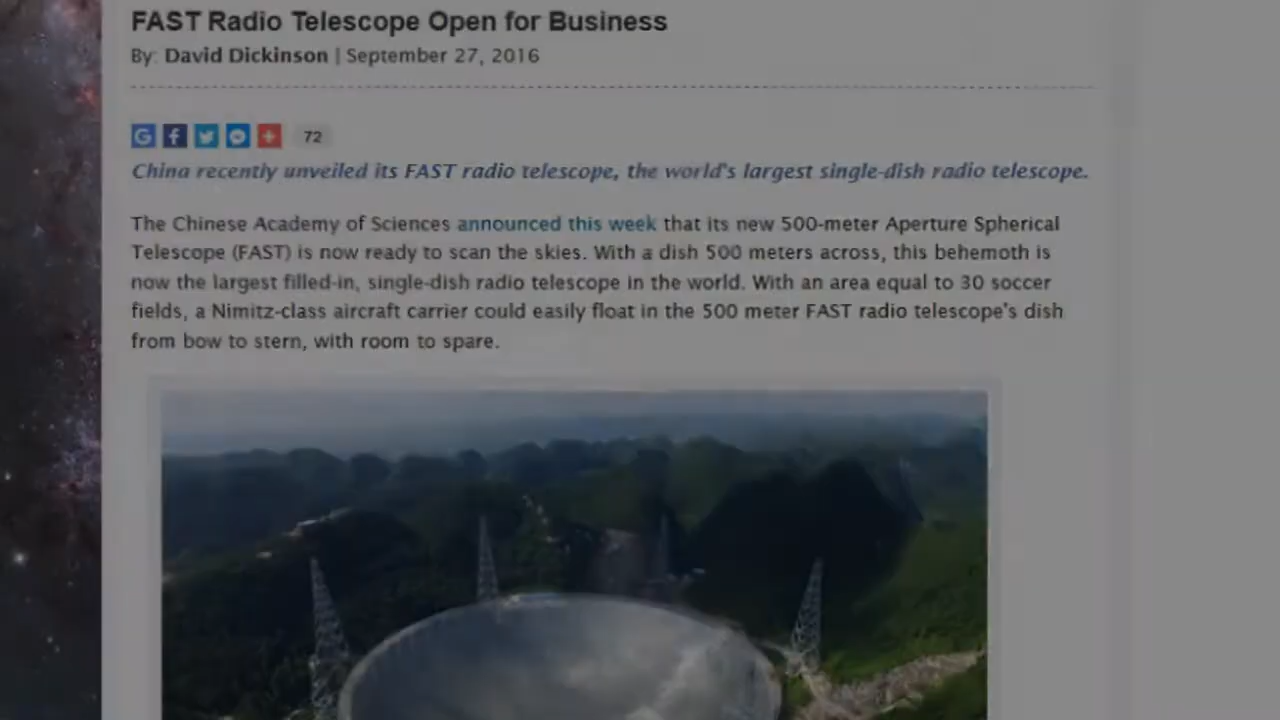 FAST Radio Telescope Open for Business
By: David Dickinson | September 27, 2016
72
China recently unveiled its FAST radio telescope, the world's largest single-dish radio telescope.
The Chinese Academy of Sciences announced this week that its new 500-meter Aperture Spherical
Telescope (FAST) is now ready to scan the skies. With a dish 500 meters across, this behemoth is
now the largest filled-in, single-dish radio telescope in the world. With an area equal to 30 soccer
fields, a Nimitz-class aircraft carrier could easily float in the 500 meter FAST radio telescope's dish
from bow to stern, with room to spare.